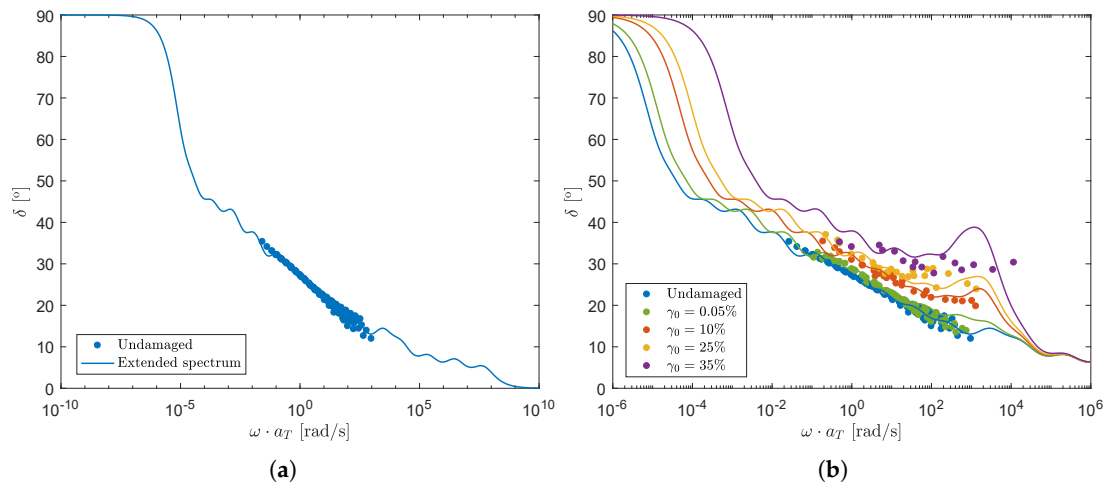 90
80
70
60
50
40
30
20
10
0
δ [°]
Undamaged
Extended spectrum
10^-10
10^-5
10^0
10^5
10^10
ω · a_T [rad/s]
(a)
90
80
70
60
50
40
30
20
10
0
δ [°]
Undamaged
γ_0 = 0.05%
γ_0 = 10%
γ_0 = 25%
γ_0 = 35%
10^-6
10^-4
10^-2
10^0
10^2
10^4
10^6
ω · a_T [rad/s]
(b)